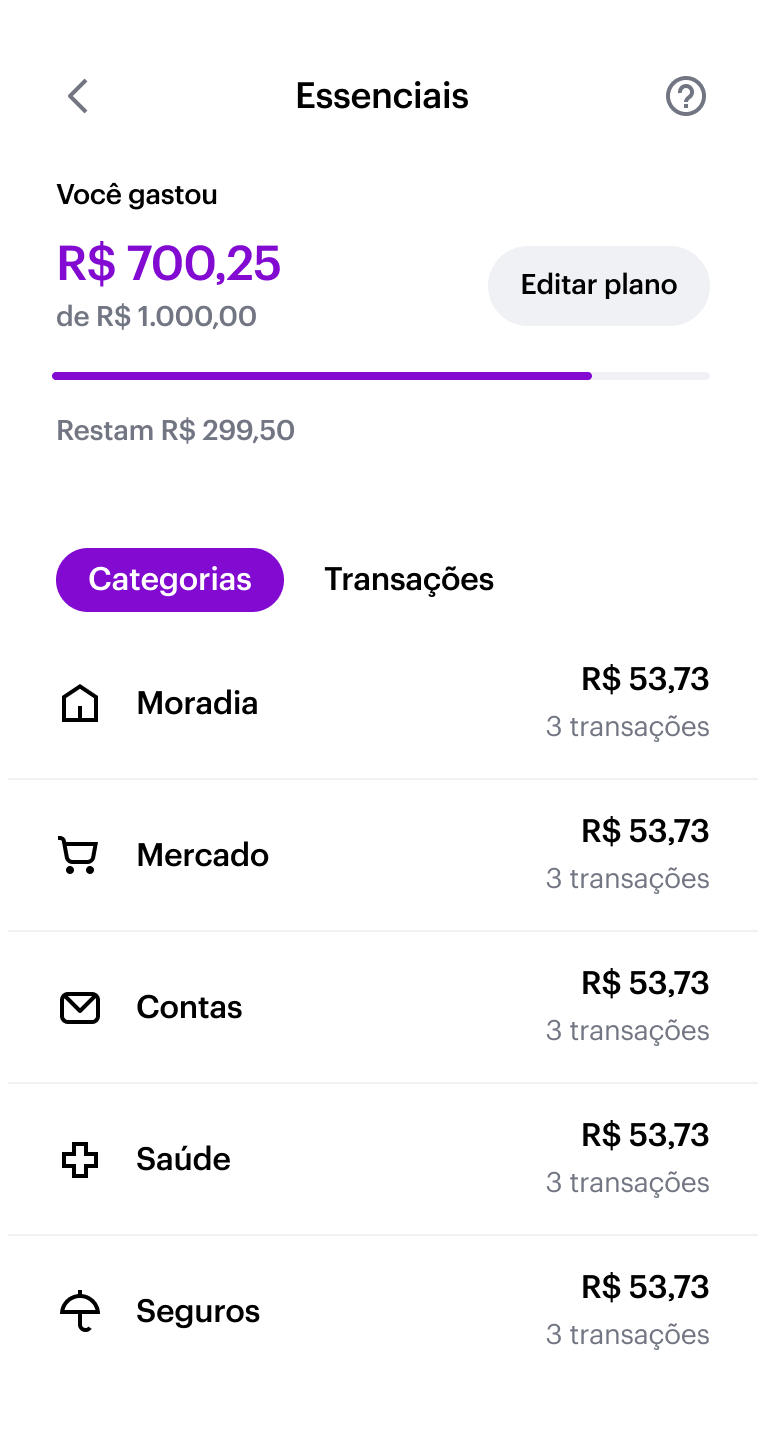 Essenciais
Você gastou
R$ 700,25
de R$ 1.000,00
Editar plano
Restam R$ 299,50
Categorias
Transações
Moradia
R$ 53,73
3 transações
Mercado
R$ 53,73
3 transações
Contas
R$ 53,73
3 transações
Saúde
R$ 53,73
3 transações
Seguros
R$ 53,73
3 transações